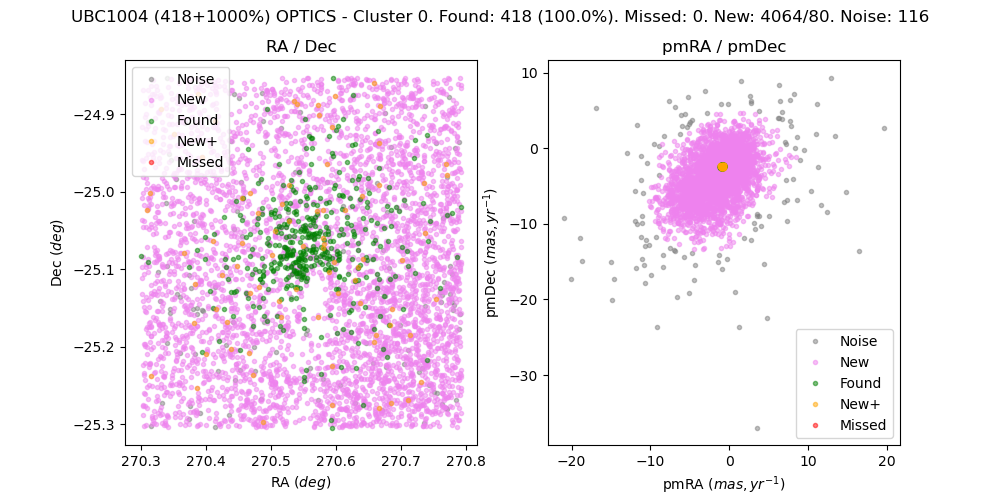 UBC1004 (418+1000%) OPTICS - Cluster 0. Found: 418 (100.0%). Missed: 0. New: 4064/80. Noise: 116
RA / Dec
Noise
New
Found
New+
Missed
−24.9
−25.0
−25.1
−25.2
−25.3
Dec (deg)
270.3 270.4 270.5 270.6 270.7 270.8
RA (deg)
pmRA / pmDec
10
0
−10
−20
−30
pmDec (mas, yr⁻¹)
Noise
New
Found
New+
Missed
−20 −10 0 10 20
pmRA (mas, yr⁻¹)